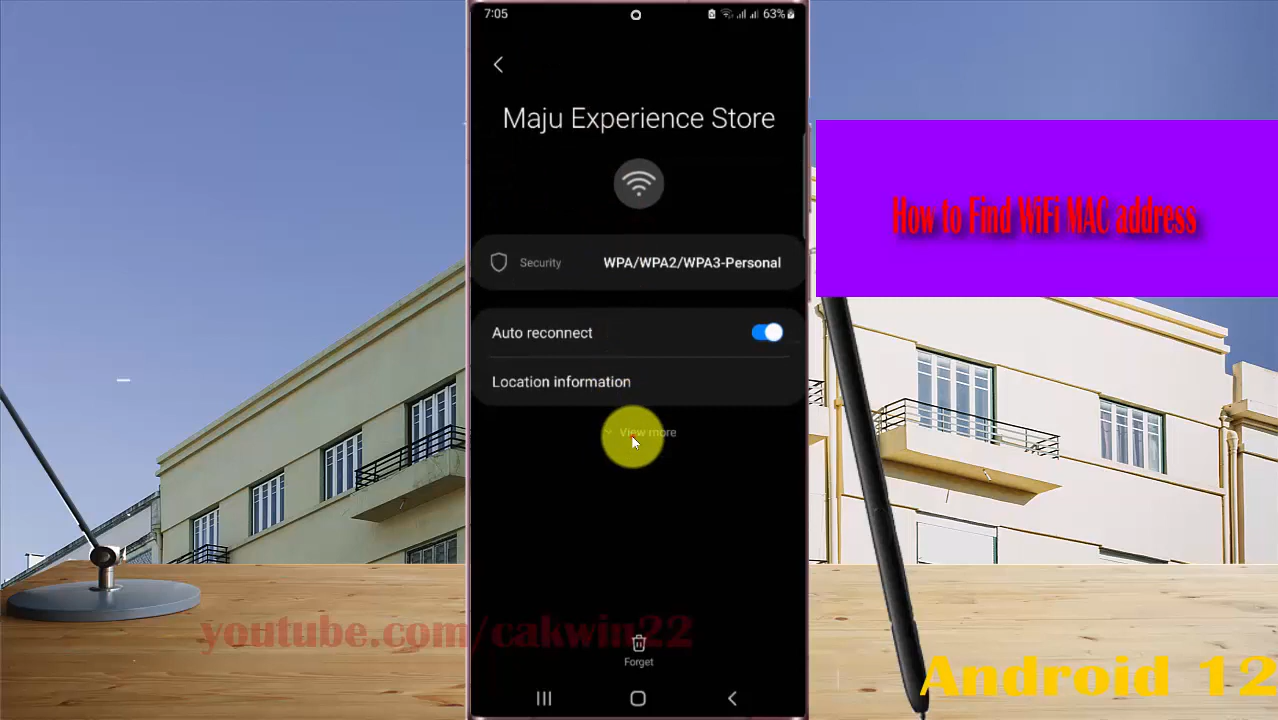 7:05
63%
Maju Experience Store
Security
WPA/WPA2/WPA3-Personal
Auto reconnect
Location information
View more
Forget
How to Find WiFi MAC address
youtube.com/cakwin22
Android 12